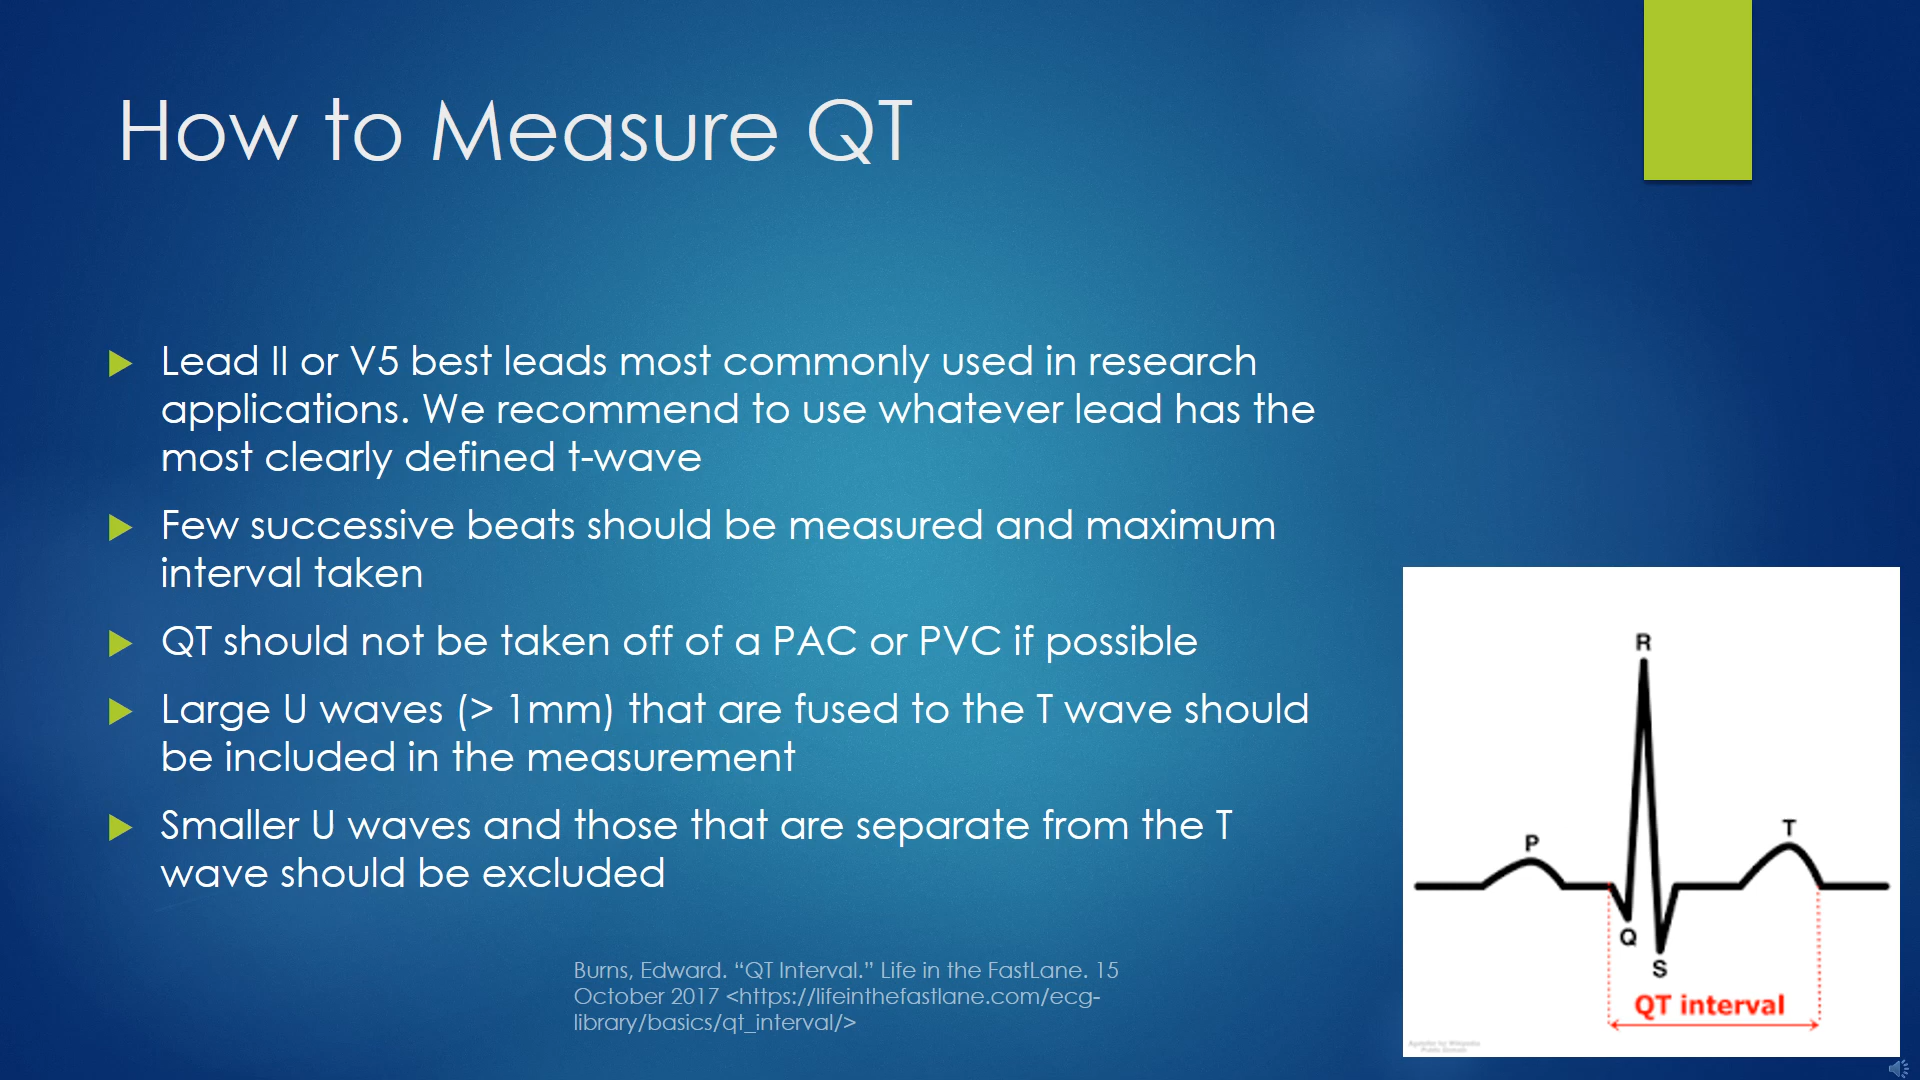 How to Measure QT
Lead II or V5 best leads most commonly used in research
applications. We recommend to use whatever lead has the
most clearly defined t-wave
Few successive beats should be measured and maximum
interval taken
QT should not be taken off of a PAC or PVC if possible
Large U waves (> 1mm) that are fused to the T wave should
be included in the measurement
Smaller U waves and those that are separate from the T
wave should be excluded
Burns, Edward. “QT Interval.” Life in the FastLane. 15
October 2017 <https://lifeinthefastlane.com/ecg-
library/basics/qt_interval/>
R
P
T
Q
S
QT interval
Agateller for Wikipedia
Public Domain